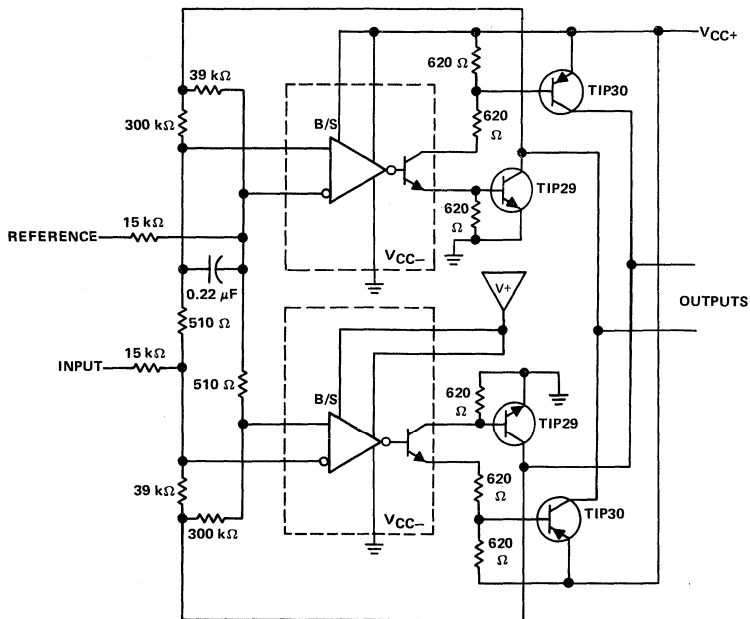 VCC+
39 kΩ
620 Ω
TIP30
300 kΩ
B/S
620
Ω
TIP29
15 kΩ
REFERENCE
620
Ω
VCC–
0.22 μF
V+
OUTPUTS
510 Ω
15 kΩ
INPUT
510 Ω
620
Ω
B/S
TIP29
39 kΩ
620
Ω
TIP30
VCC–
300 kΩ
620
Ω